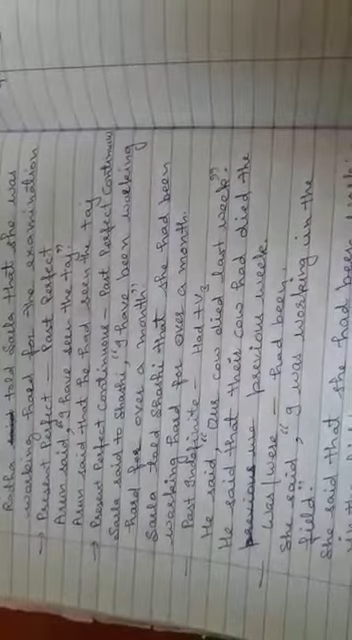 told Sarla that she was
working hard for the examination
→ Present Perfect — Past Perfect
Arun said "I have seen the Taj"
Arun said that he had seen the Taj
→ Present Perfect continuous — Past Perfect Continuous
Sarla said to Shashi, "I have been working
hard for over a month"
Sarla told Shashi that she had been
working hard for over a month.
— Past Indefinite — Had + V3
He said, "Our cow died last week."
He said that their cow had died the
previous week
— Was/were — had been.
She said, "I was working in the
field."
She said that she had been